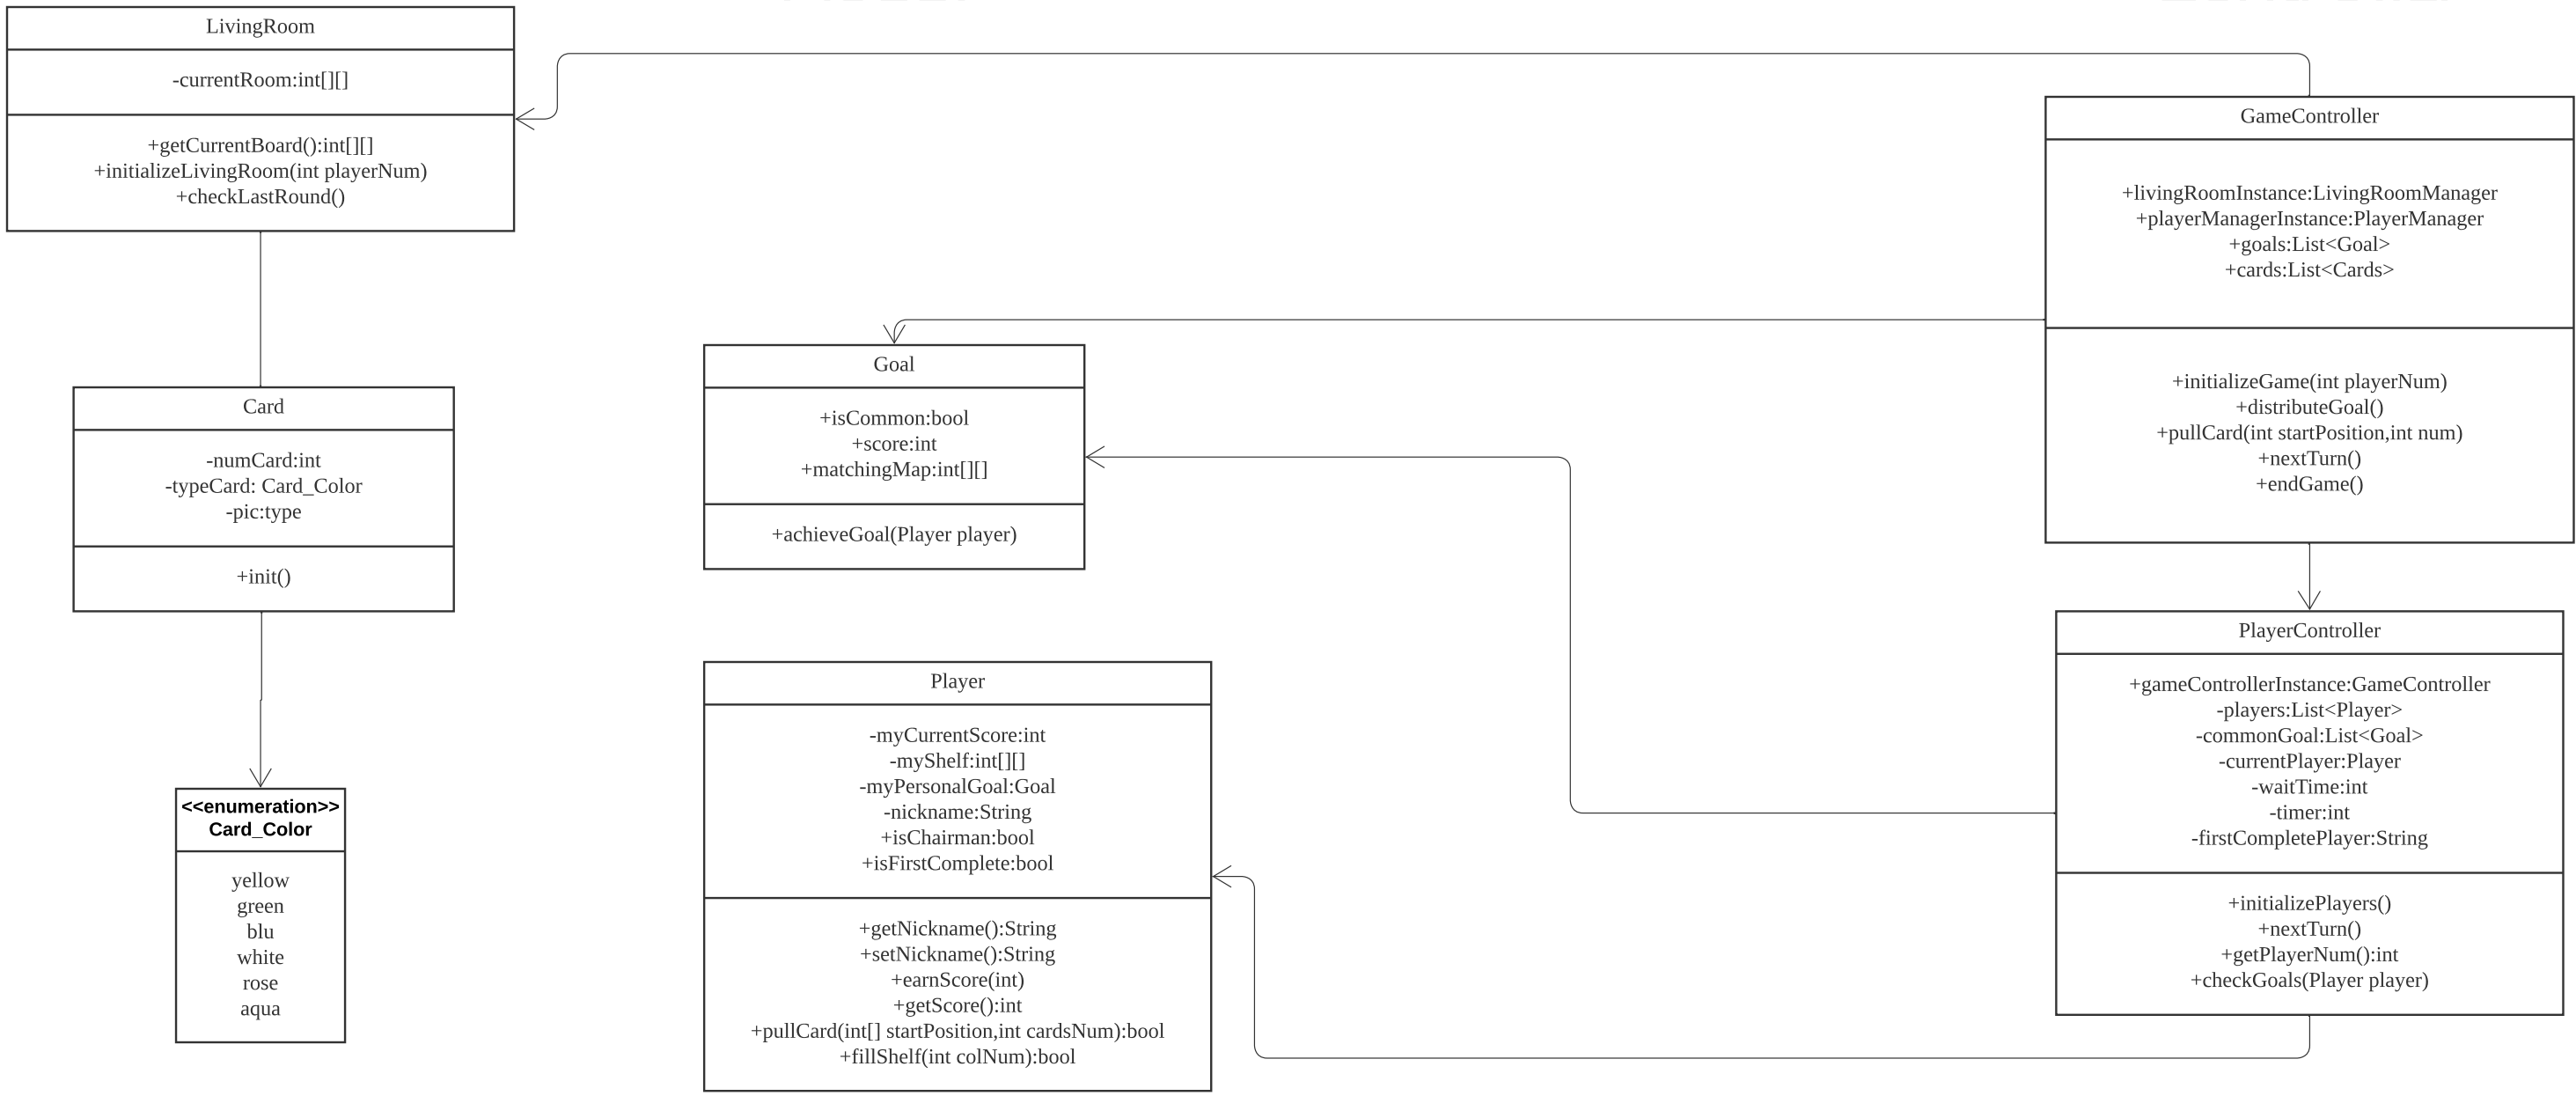 LivingRoom
-currentRoom:int[][]
+getCurrentBoard():int[][]
+initializeLivingRoom(int playerNum)
+checkLastRound()
Card
-numCard:int
-typeCard: Card_Color
-pic:type
+init()
<<enumeration>>
Card_Color
yellow
green
blu
white
rose
aqua
Goal
+isCommon:bool
+score:int
+matchingMap:int[][]
+achieveGoal(Player player)
Player
-myCurrentScore:int
-myShelf:int[][]
-myPersonalGoal:Goal
-nickname:String
+isChairman:bool
+isFirstComplete:bool
+getNickname():String
+setNickname():String
+earnScore(int)
+getScore():int
+pullCard(int[] startPosition,int cardsNum):bool
+fillShelf(int colNum):bool
GameController
+livingRoomInstance:LivingRoomManager
+playerManagerInstance:PlayerManager
+goals:List<Goal>
+cards:List<Cards>
+initializeGame(int playerNum)
+distributeGoal()
+pullCard(int startPosition,int num)
+nextTurn()
+endGame()
PlayerController
+gameControllerInstance:GameController
-players:List<Player>
-commonGoal:List<Goal>
-currentPlayer:Player
-waitTime:int
-timer:int
-firstCompletePlayer:String
+initializePlayers()
+nextTurn()
+getPlayerNum():int
+checkGoals(Player player)